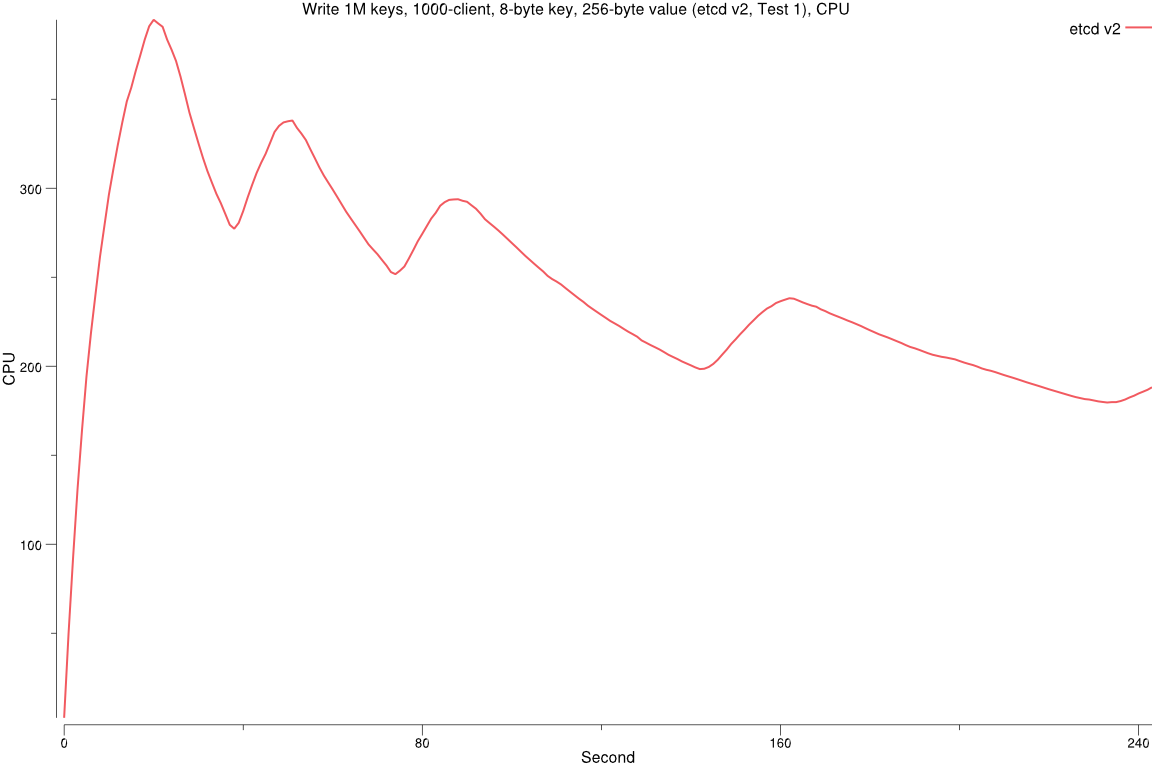 Write 1M keys, 1000-client, 8-byte key, 256-byte value (etcd v2, Test 1), CPU
etcd v2
300
200
100
CPU
0
80
160
240
Second